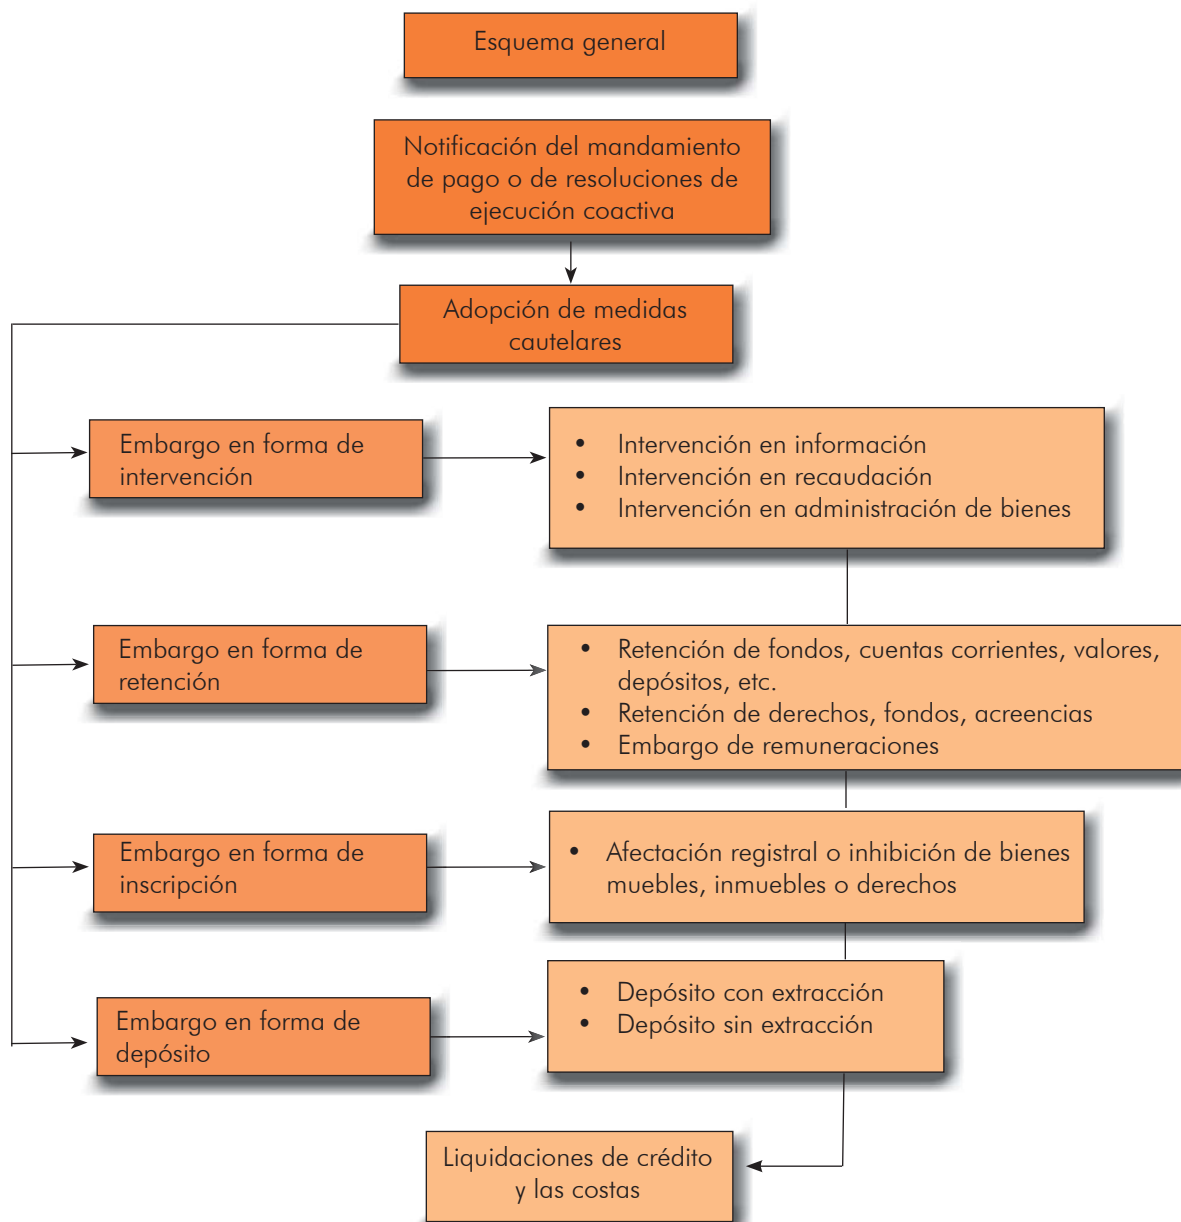 Esquema general
Notificación del mandamiento
de pago o de resoluciones de
ejecución coactiva
Adopción de medidas
cautelares
Embargo en forma de
intervención
• Intervención en información
• Intervención en recaudación
• Intervención en administración de bienes
Embargo en forma de
retención
• Retención de fondos, cuentas corrientes, valores,
depósitos, etc.
• Retención de derechos, fondos, acreencias
• Embargo de remuneraciones
Embargo en forma de
inscripción
• Afectación registral o inhibición de bienes
muebles, inmuebles o derechos
Embargo en forma de
depósito
• Depósito con extracción
• Depósito sin extracción
Liquidaciones de crédito
y las costas